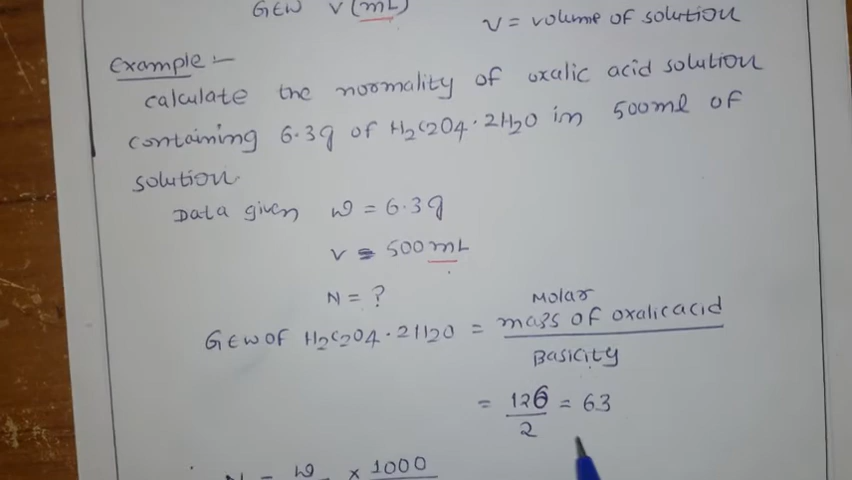 GEW V(mL)
V = volume of solution
Example :-
calculate the normality of oxalic acid solution
containing 6.3g of H2C2O4.2H2O in 500ml of
solution.
Data given W = 6.3g
V = 500mL
N = ?
Molar
GEW OF H2C2O4.2H2O = mass of oxalic acid
Basicity
= 126 = 63
2
N = W × 1000